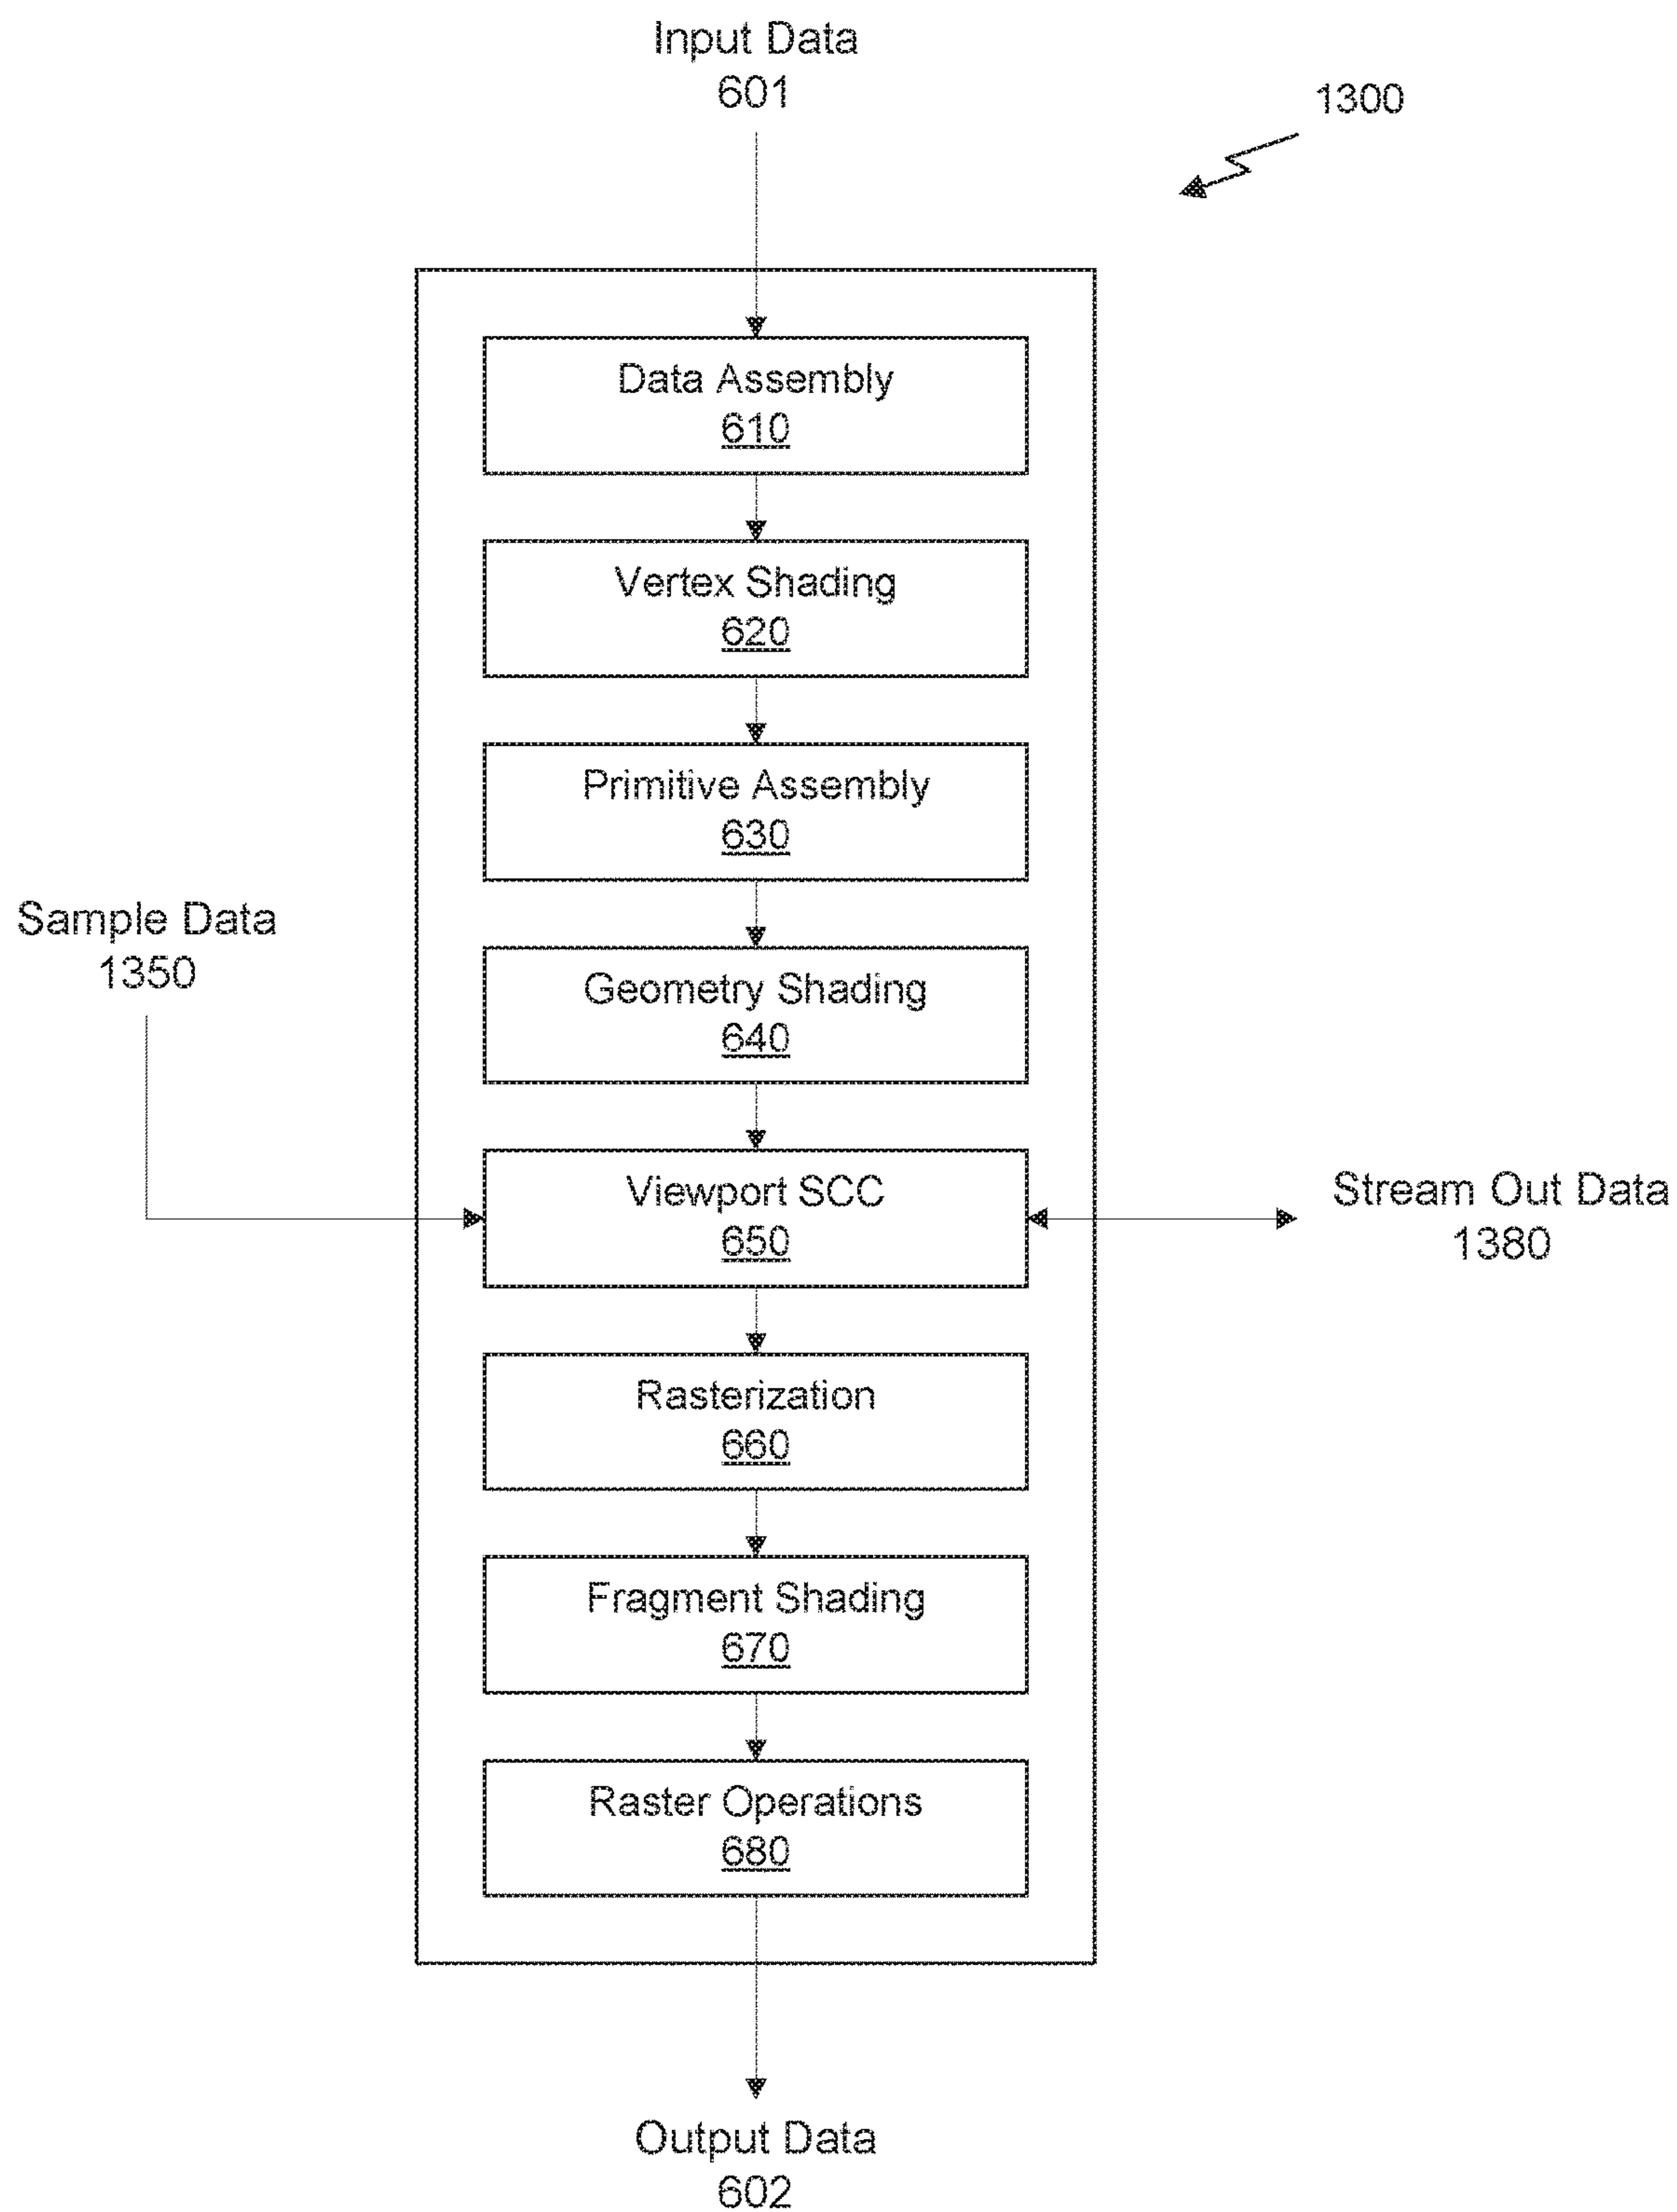 Input Data
601
1300
Data Assembly
610
Vertex Shading
620
Primitive Assembly
630
Sample Data
1350
Geometry Shading
640
Viewport SCC
650
Stream Out Data
1380
Rasterization
660
Fragment Shading
670
Raster Operations
680
Output Data
602